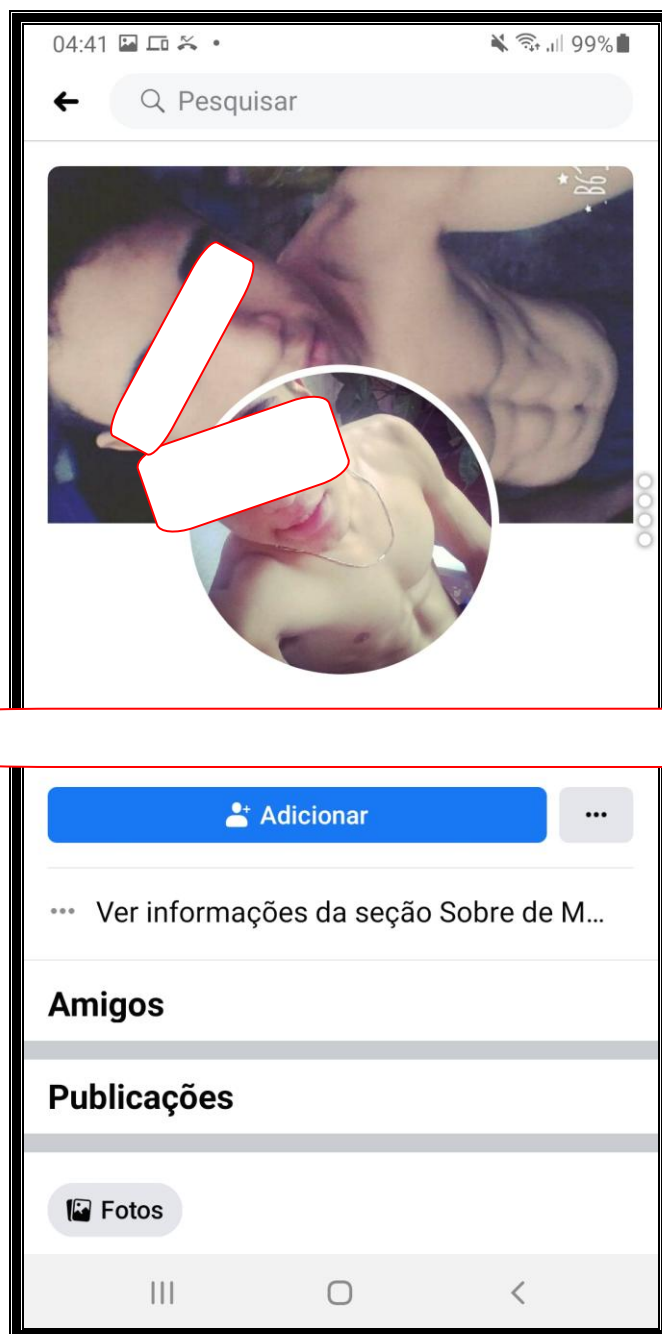 04:41 99%
Pesquisar
Adicionar
Ver informações da seção Sobre de M...
Amigos
Publicações
Fotos